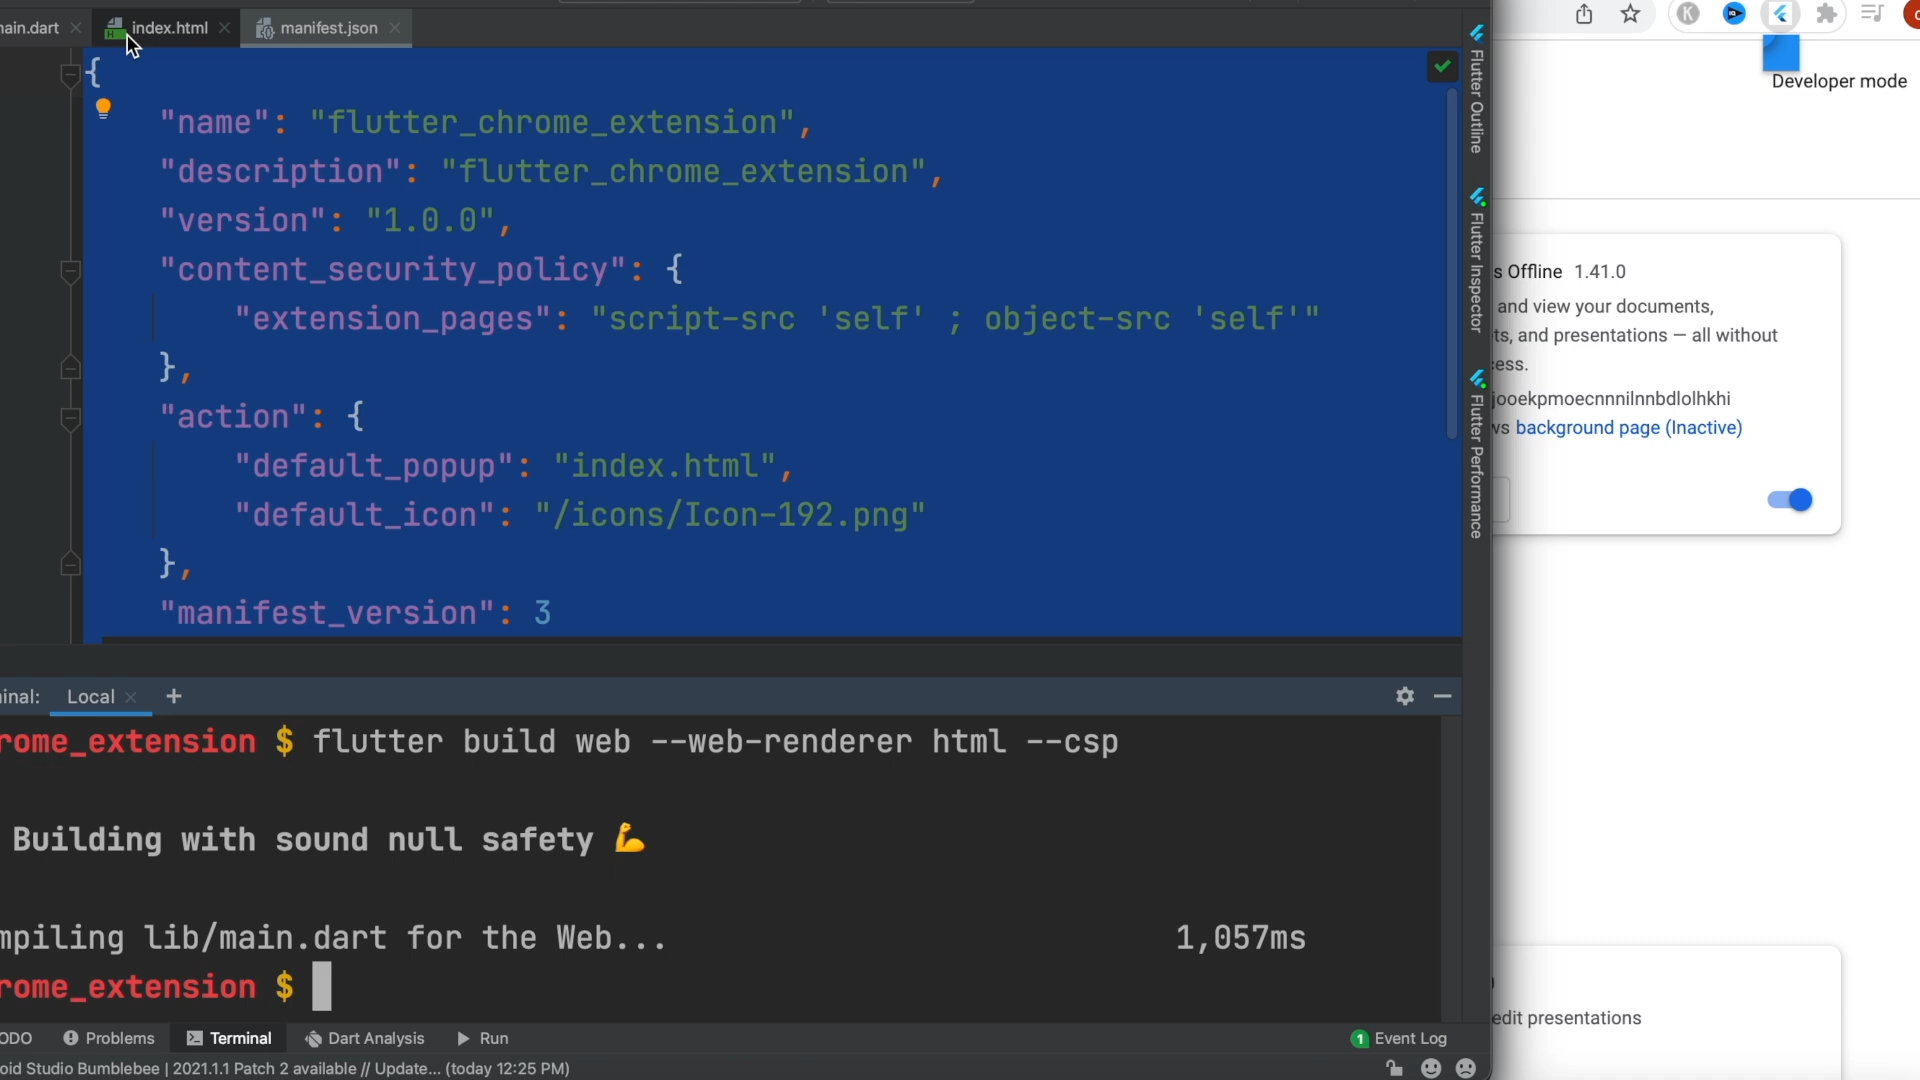 main.dart
index.html
manifest.json
{
"name": "flutter_chrome_extension",
"description": "flutter_chrome_extension",
"version": "1.0.0",
"content_security_policy": {
"extension_pages": "script-src 'self' ; object-src 'self'"
},
"action": {
"default_popup": "index.html",
"default_icon": "/icons/Icon-192.png"
},
"manifest_version": 3
Flutter Outline
Flutter Inspector
Flutter Performance
inal:
Local
rome_extension $ flutter build web --web-renderer html --csp
Building with sound null safety 💪
mpiling lib/main.dart for the Web...
1,057ms
rome_extension $
ODO
Problems
Terminal
Dart Analysis
Run
1 Event Log
oid Studio Bumblebee | 2021.1.1 Patch 2 available // Update... (today 12:25 PM)
K
Developer mode
s Offline 1.41.0
and view your documents,
ts, and presentations — all without
cess.
jooekpmoecnnnilnnbdlolhkhi
ws background page (Inactive)
edit presentations